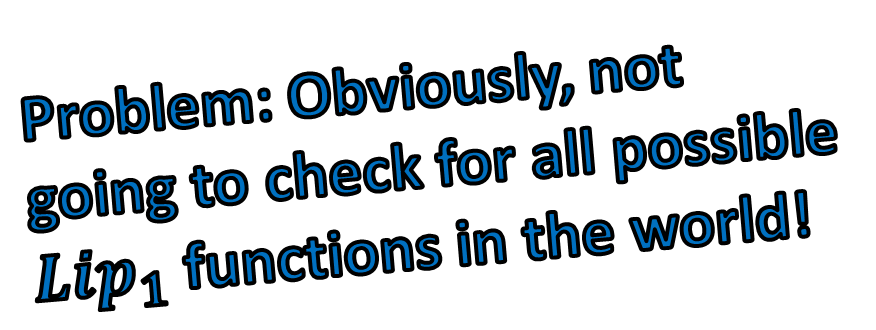 Problem: Obviously, not
going to check for all possible
Lip₁ functions in the world!